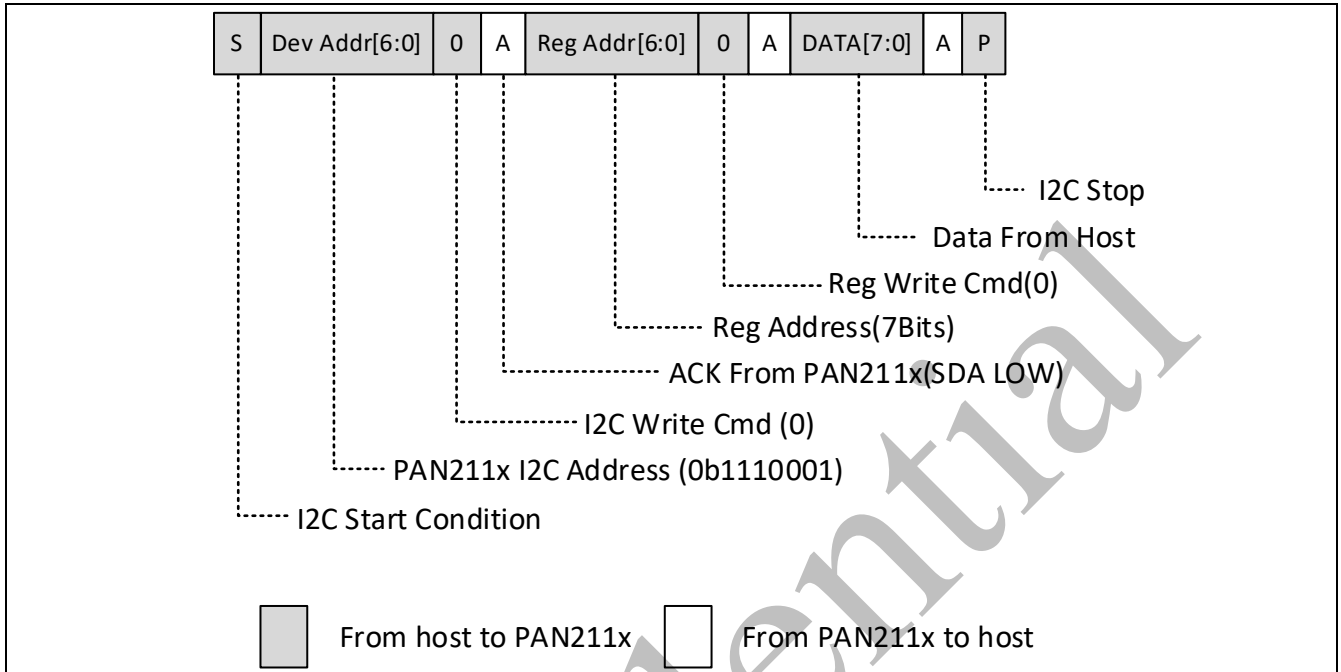 S Dev Addr[6:0] 0 A Reg Addr[6:0] 0 A DATA[7:0] A P
I2C Stop
Data From Host
Reg Write Cmd(0)
Reg Address(7Bits)
ACK From PAN211x(SDA LOW)
I2C Write Cmd (0)
PAN211x I2C Address (0b1110001)
I2C Start Condition
From host to PAN211x From PAN211x to host
dential